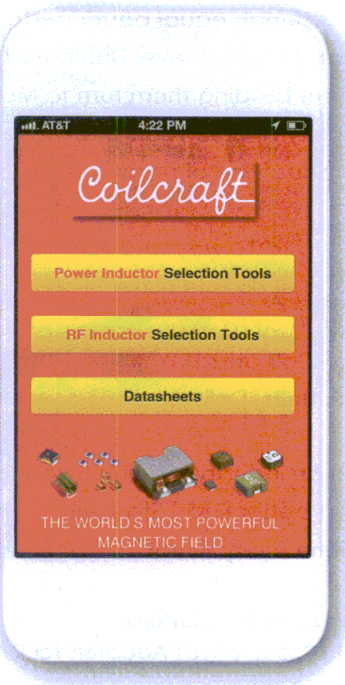 AT&T 4:22 PM
Coilcraft
Power Inductor Selection Tools
RF Inductor Selection Tools
Datasheets
THE WORLD'S MOST POWERFUL
MAGNETIC FIELD